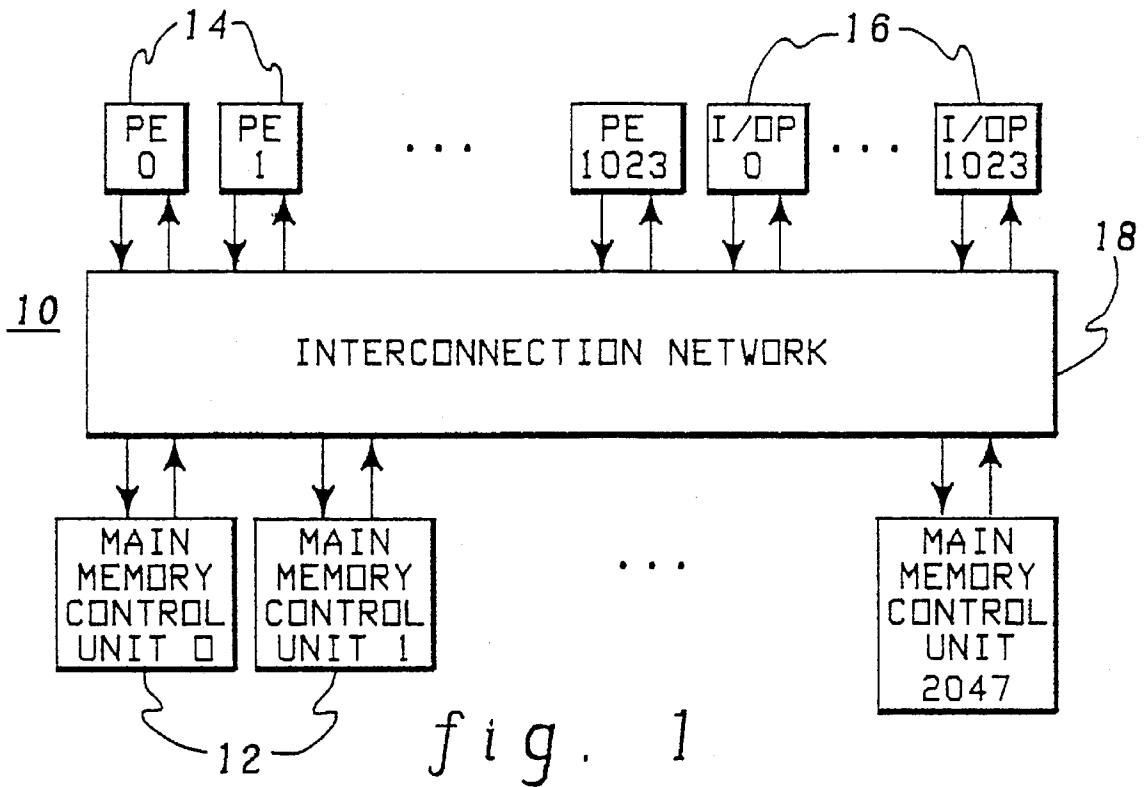 14
16
PE
0
PE
1
...
PE
1023
I/OP
0
...
I/OP
1023
18
10
INTERCONNECTION NETWORK
MAIN
MEMORY
CONTROL
UNIT 0
MAIN
MEMORY
CONTROL
UNIT 1
...
MAIN
MEMORY
CONTROL
UNIT
2047
12
fig. 1